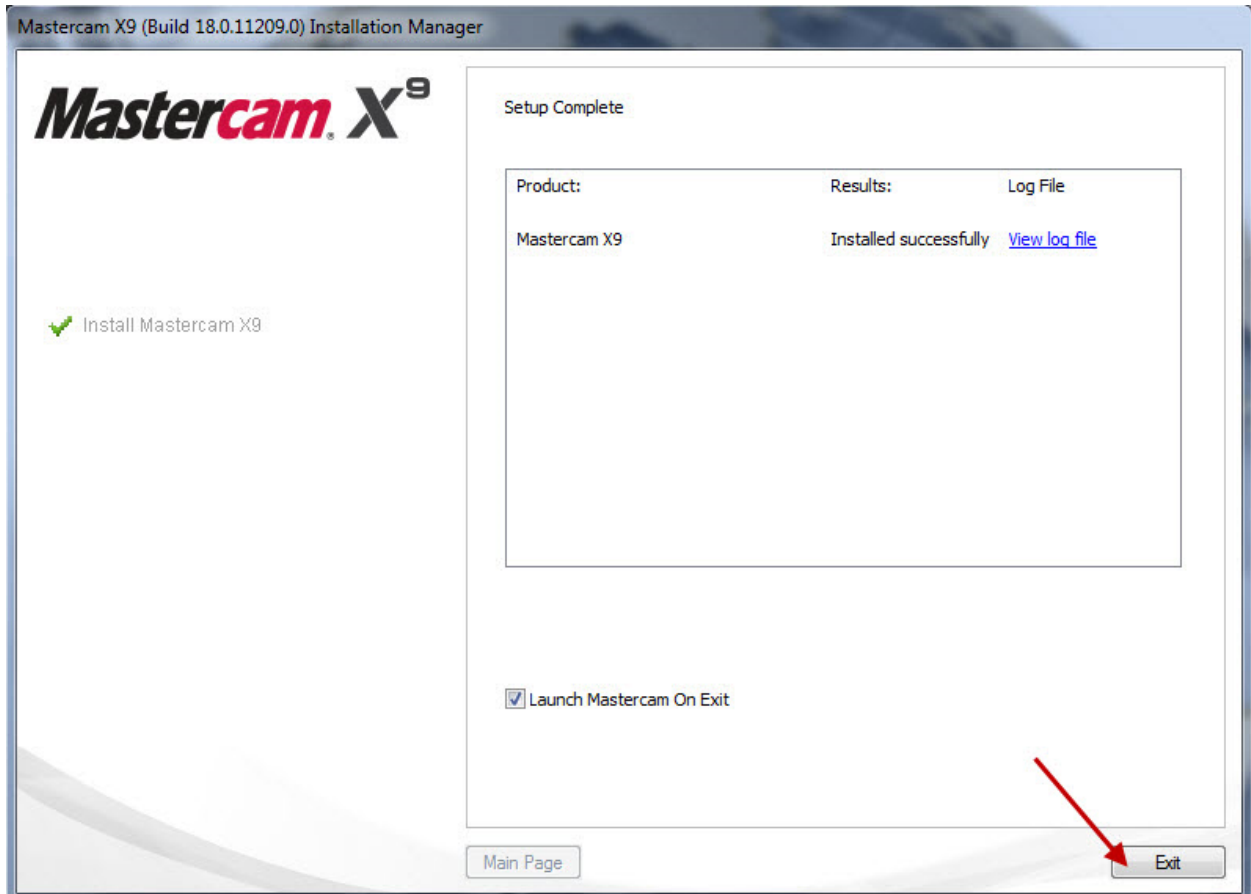 Mastercam X9 (Build 18.0.11209.0) Installation Manager
Mastercam. X9
Setup Complete
Product: Results: Log File
Mastercam X9 Installed successfully View log file
Install Mastercam X9
Launch Mastercam On Exit
Main Page Exit